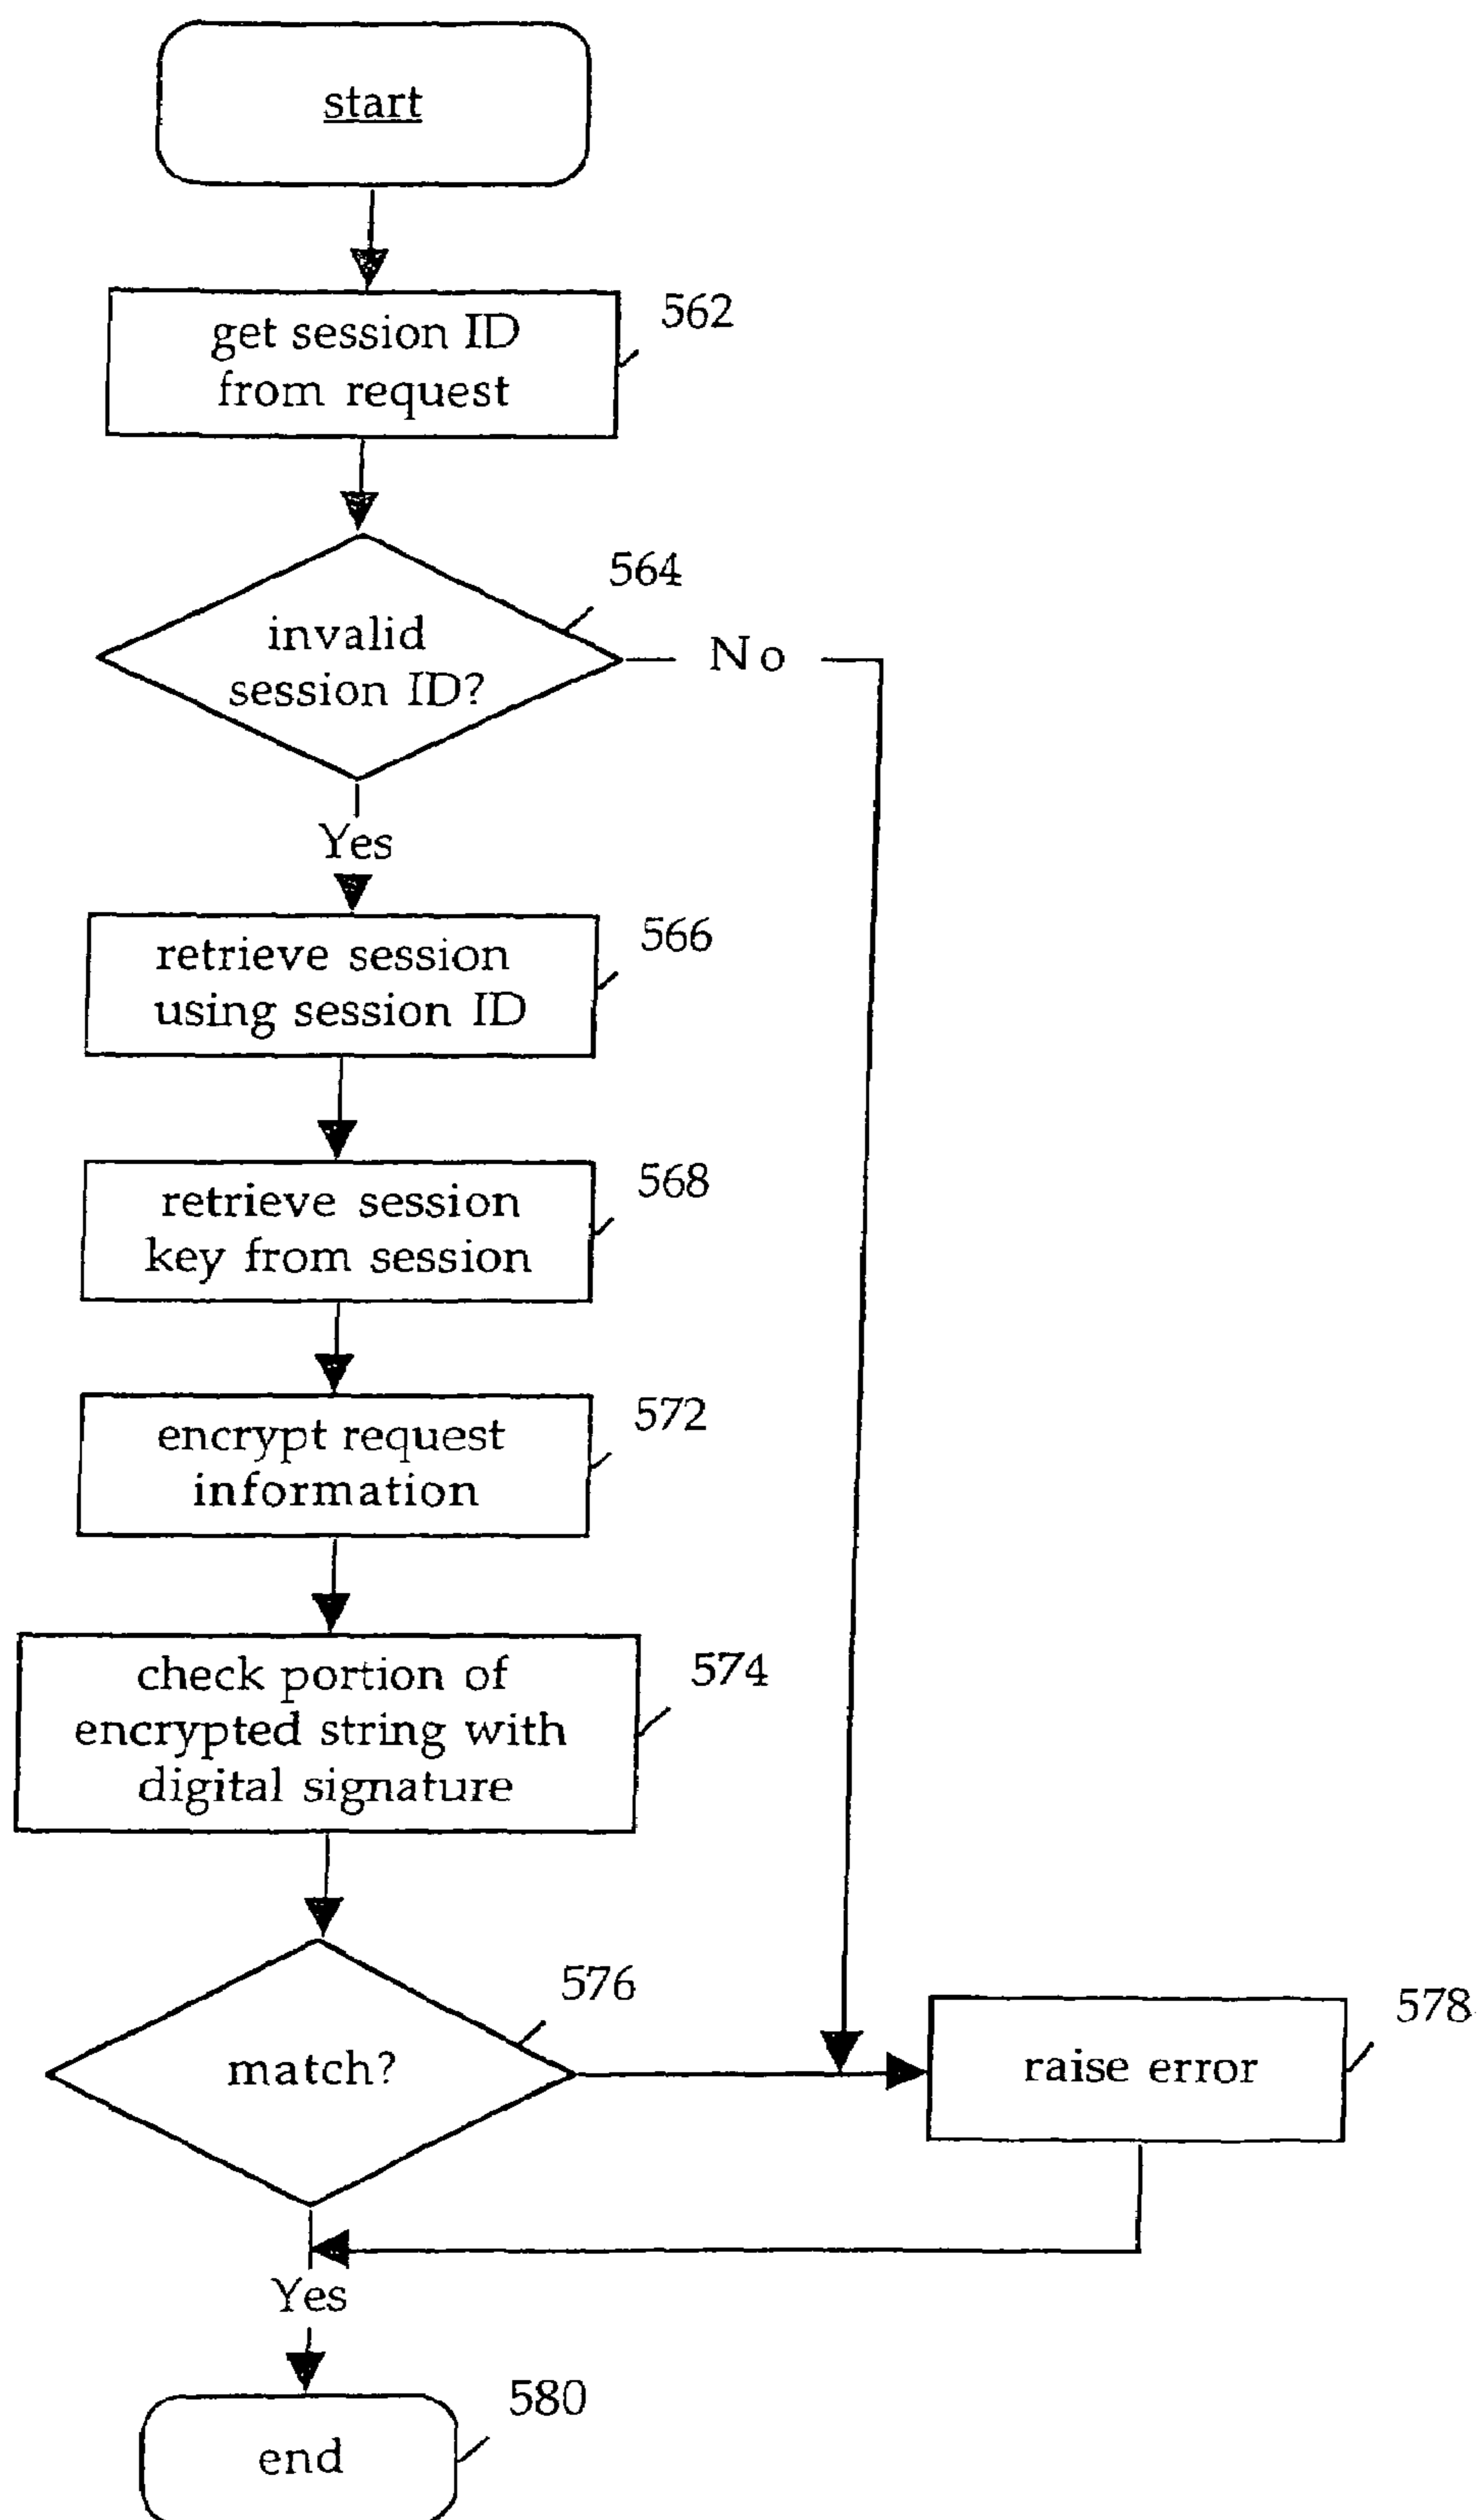 start
562
get session ID
from request
564
invalid
session ID?
No
Yes
566
retrieve session
using session ID
568
retrieve session
key from session
572
encrypt request
information
574
check portion of
encrypted string with
digital signature
576
match?
578
raise error
Yes
580
end